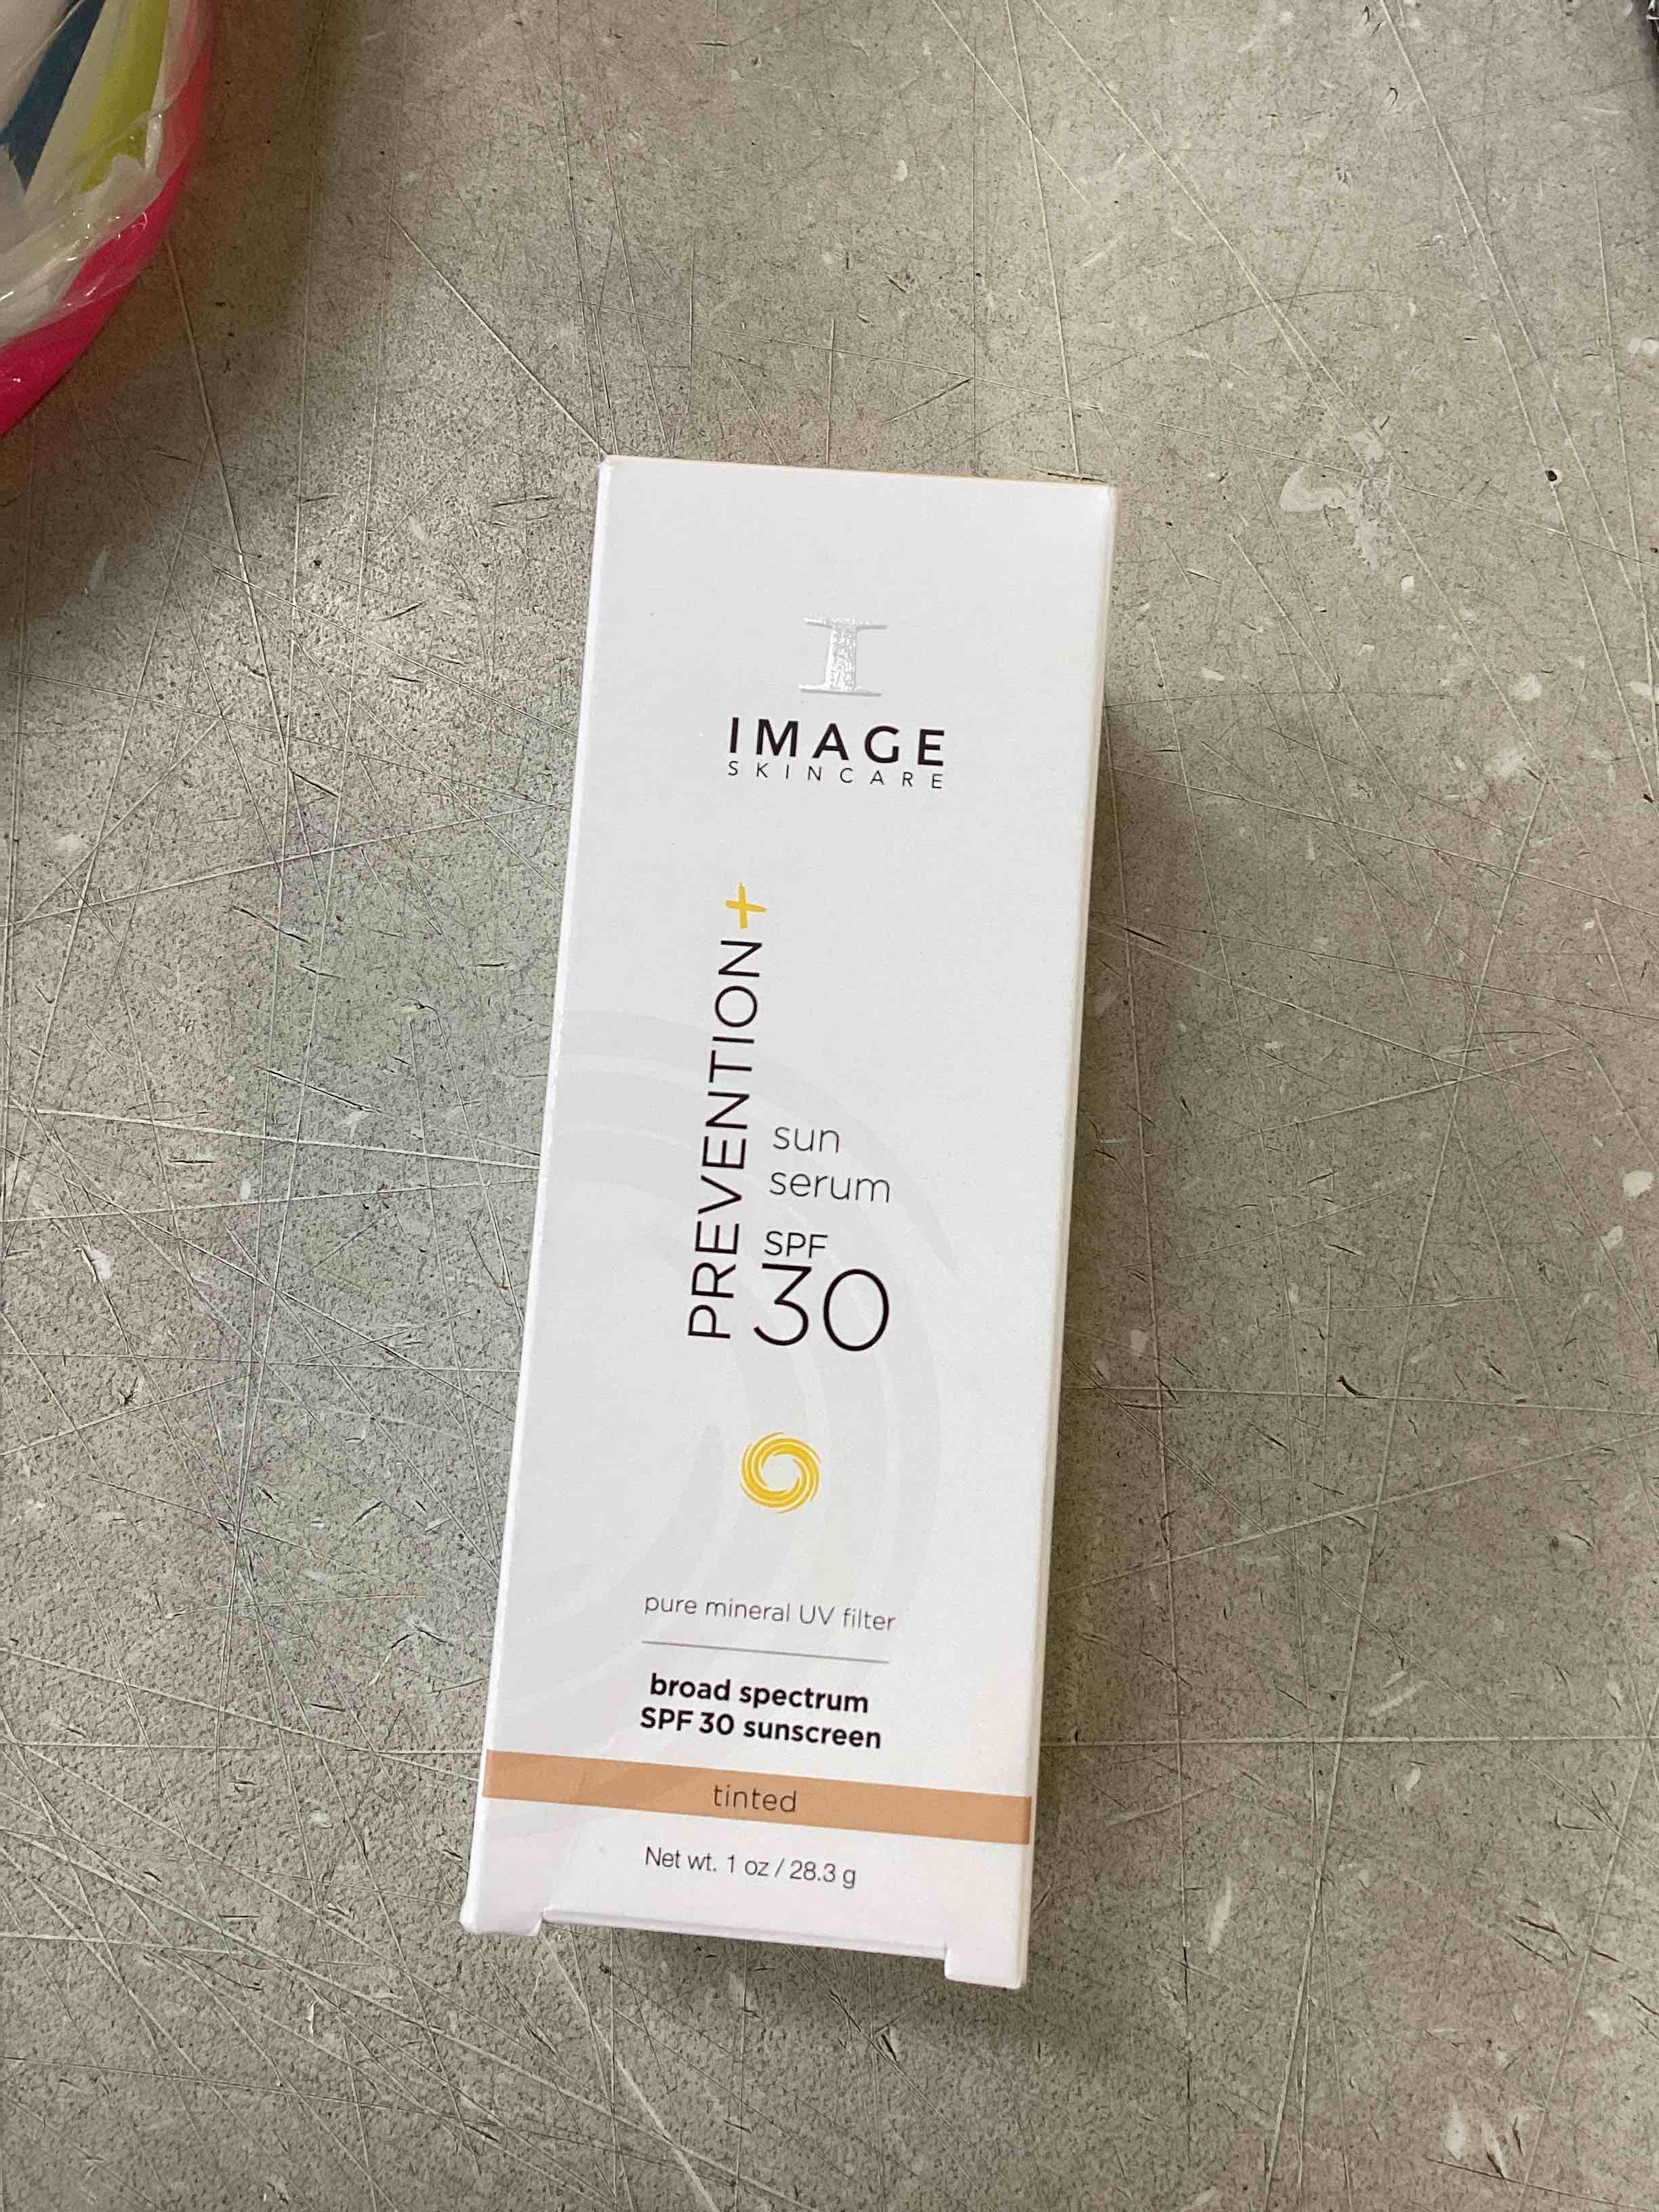 I
IMAGE
SKINCARE
PREVENTION+
sun
serum
SPF
30
pure mineral UV filter
broad spectrum
SPF 30 sunscreen
tinted
Net wt. 1 oz / 28.3 g